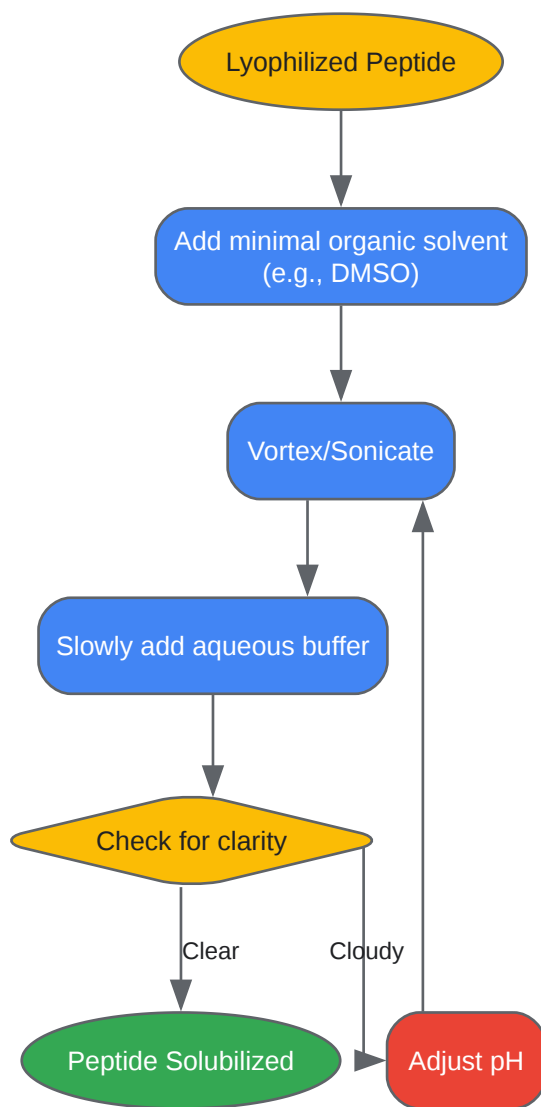 Lyophilized Peptide
Add minimal organic solvent
(e.g., DMSO)
Vortex/Sonicate
Slowly add aqueous buffer
Check for clarity
Clear
Cloudy
Peptide Solubilized
Adjust pH